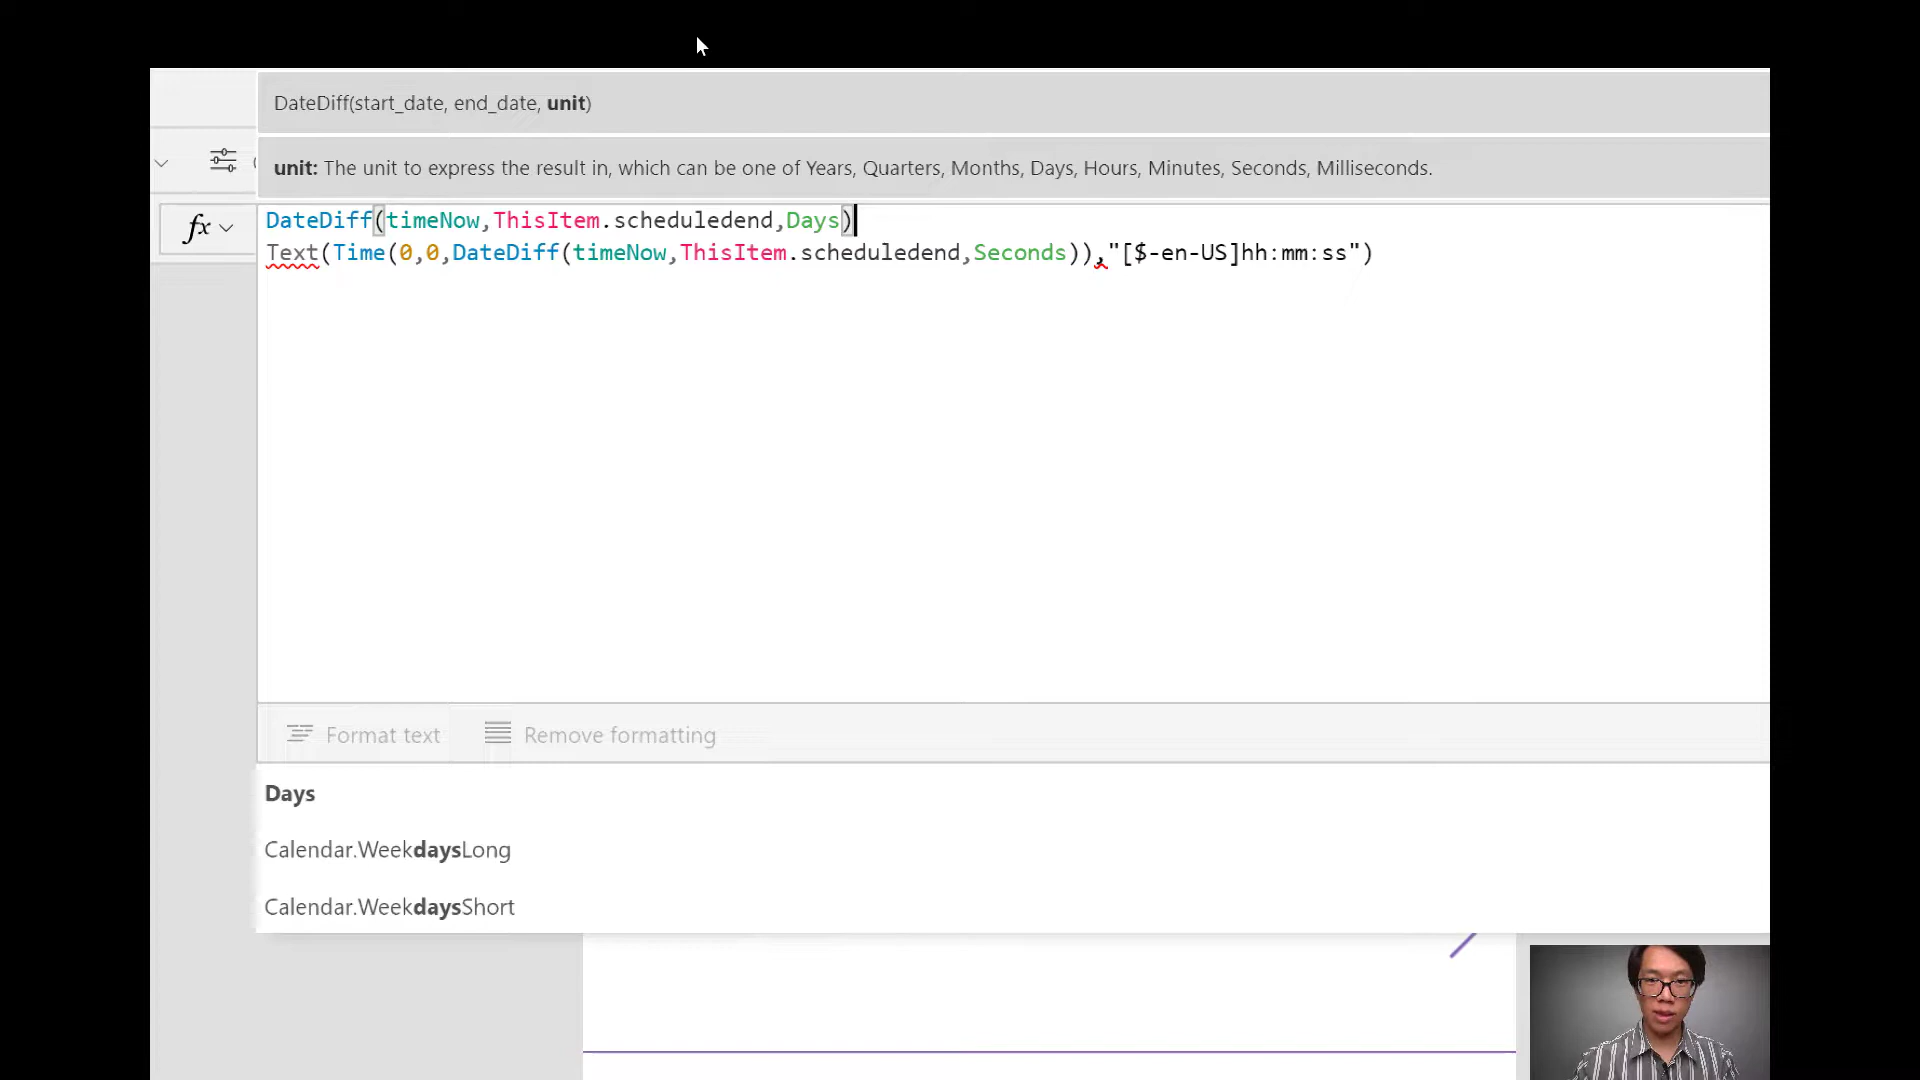 DateDiff(start_date, end_date, unit)
unit: The unit to express the result in, which can be one of Years, Quarters, Months, Days, Hours, Minutes, Seconds, Milliseconds.
fx
DateDiff(timeNow,ThisItem.scheduledend,Days)
Text(Time(0,0,DateDiff(timeNow,ThisItem.scheduledend,Seconds)),"[$-en-US]hh:mm:ss")
Format text
Remove formatting
Days
Calendar.WeekdaysLong
Calendar.WeekdaysShort